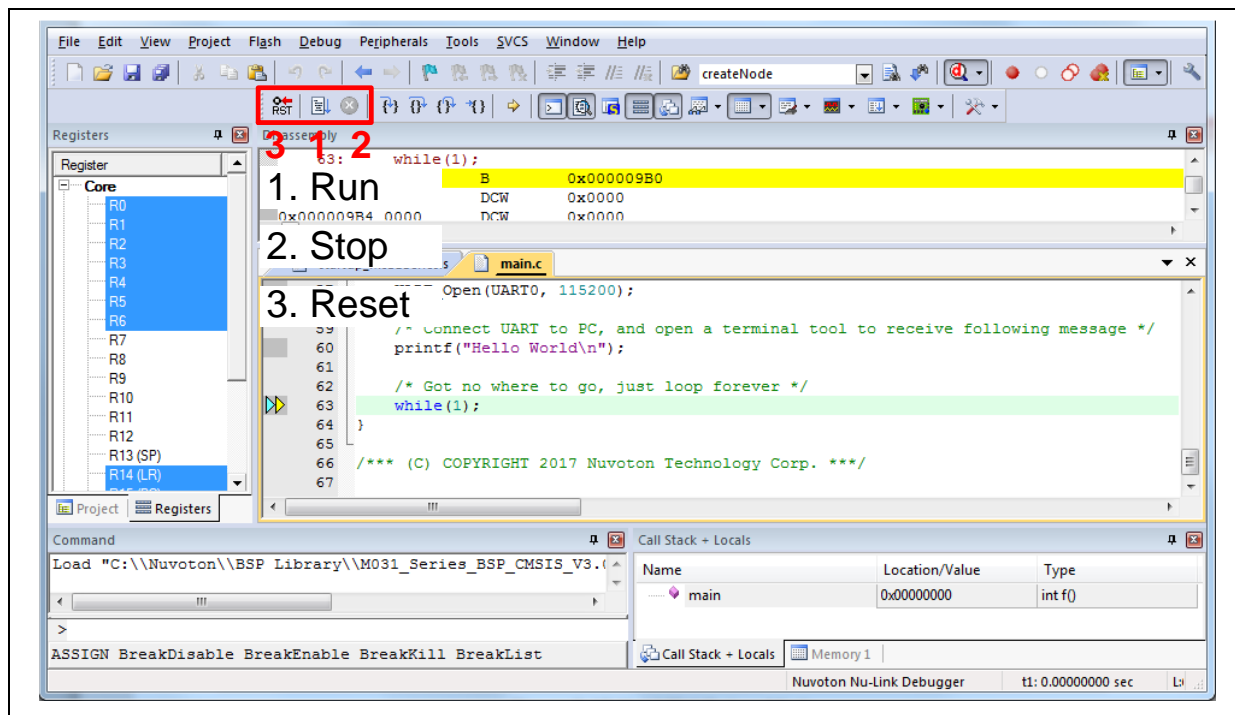 File Edit View Project Flash Debug Peripherals Tools SVCS Window Help
createNode
RST
Registers
Disassembly
3 1 2
63: while(1);
1. Run
B 0x000009B0
DCW 0x0000
0x000009B4 0000 DCW 0x0000
2. Stop
main.c
Open(UART0, 115200);
3. Reset
59 /* Connect UART to PC, and open a terminal tool to receive following message */
60 printf("Hello World\n");
61
62 /* Got no where to go, just loop forever */
63 while(1);
64 }
65
66 /*** (C) COPYRIGHT 2017 Nuvoton Technology Corp. ***/
67
Register
Core
R0
R1
R2
R3
R4
R5
R6
R7
R8
R9
R10
R11
R12
R13 (SP)
R14 (LR)
Project Registers
Command
Load "C:\\Nuvoton\\BSP Library\\M031_Series_BSP_CMSIS_V3.
>
ASSIGN BreakDisable BreakEnable BreakKill BreakList
Call Stack + Locals
Name Location/Value Type
main 0x00000000 int f()
Call Stack + Locals Memory 1
Nuvoton Nu-Link Debugger t1: 0.00000000 sec